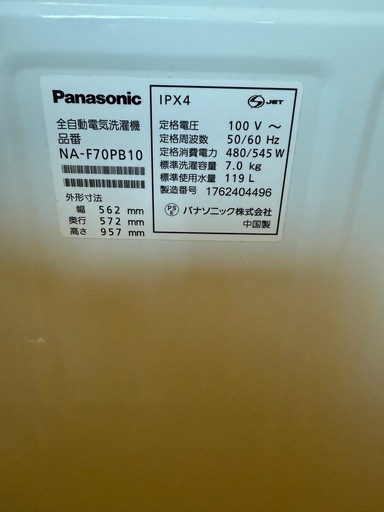 Panasonic
全自動電気洗濯機
品番
NA-F70PB10
外形寸法
幅 562 mm
奥行 572 mm
高さ 957 mm
IPX4
S JET
定格電圧 100 V ～
定格周波数 50/60 Hz
定格消費電力 480/545 W
標準洗濯容量 7.0 kg
標準使用水量 119 L
製造番号 1762404496
PS E パナソニック株式会社
中国製